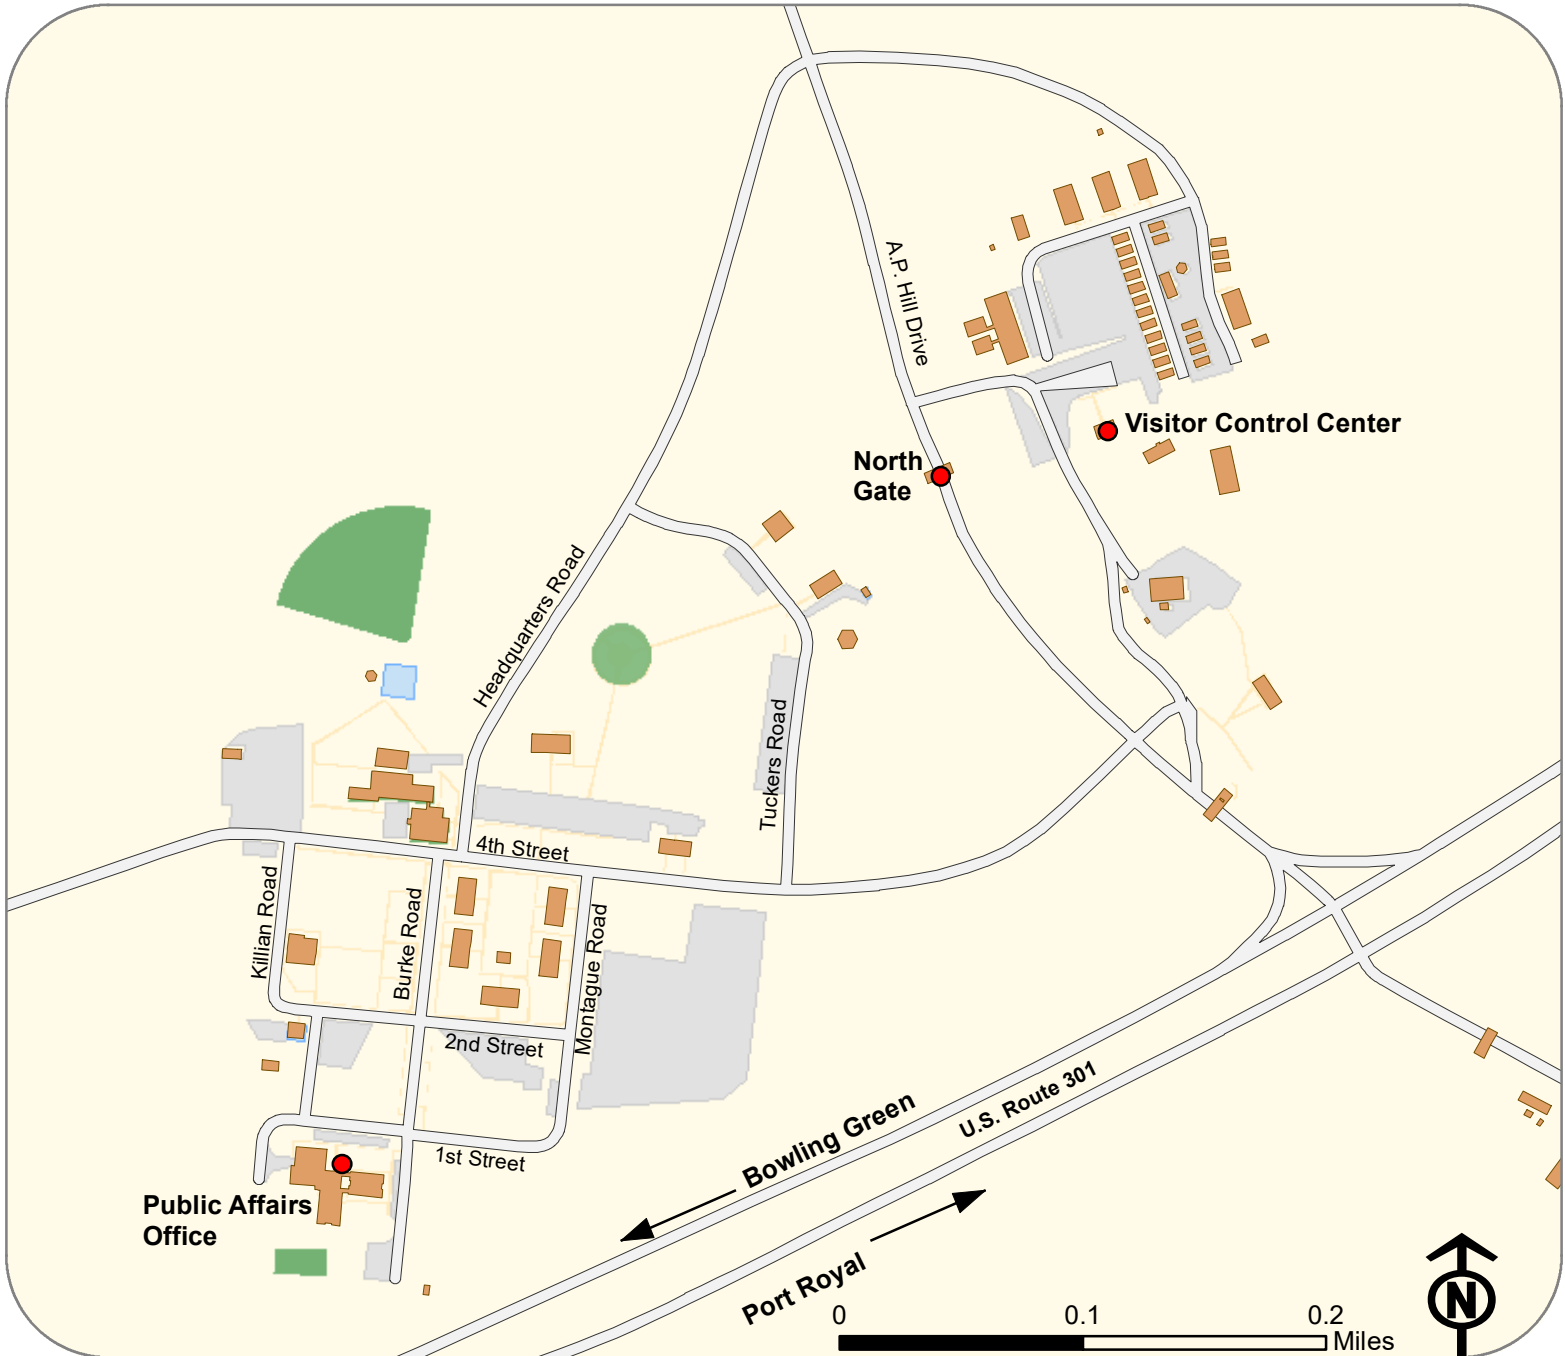 A.P. Hill Drive
Visitor Control Center
North
Gate
Headquarters Road
Tuckers Road
4th Street
Killian Road
Burke Road
Montague Road
2nd Street
1st Street
Public Affairs
Office
Bowling Green
U.S. Route 301
Port Royal
0 0.1 0.2
Miles
N